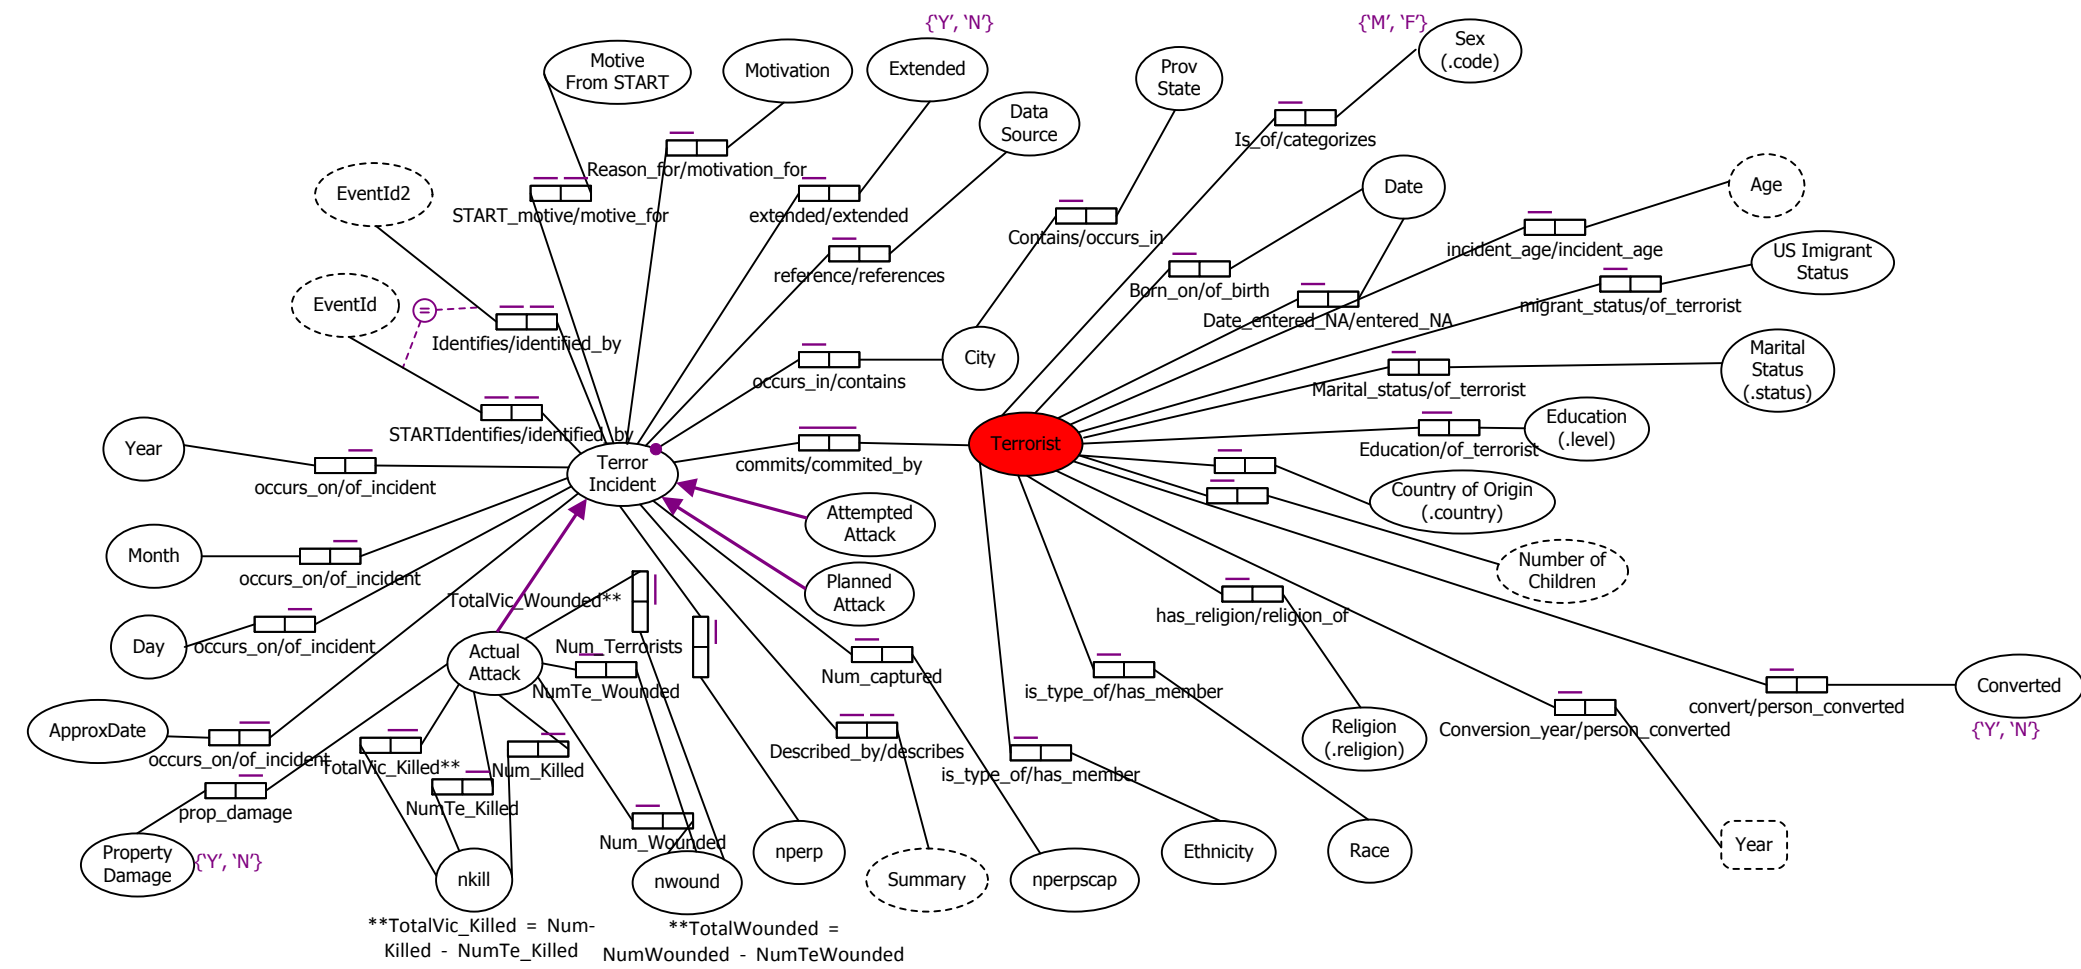 {'Y', 'N'}
{'M', 'F'}
Motive
From START
Motivation
Extended
Prov
State
Sex
(.code)
Data
Source
Is_of/categorizes
Reason_for/motivation_for
EventId2
START_motive/motive_for
extended/extended
Contains/occurs_in
Date
Age
incident_age/incident_age
reference/references
Born_on/of_birth
US Imigrant
Status
migrant_status/of_terrorist
EventId
=
Identifies/identified_by
Date_entered_NA/entered_NA
City
occurs_in/contains
Marital_status/of_terrorist
Marital
Status
(.status)
STARTIdentifies/identified_by
Year
Terror
Incident
commits/commited_by
Terrorist
Education/of_terrorist
Education
(.level)
occurs_on/of_incident
Country of Origin
(.country)
Attempted
Attack
Month
occurs_on/of_incident
Number of
Children
Planned
Attack
TotalVic_Wounded**
has_religion/religion_of
Day
occurs_on/of_incident
Actual
Attack
Num_Terrorists
NumTe_Wounded
Num_captured
is_type_of/has_member
convert/person_converted
Converted
{'Y', 'N'}
ApproxDate
occurs_on/of_incident
TotalVic_Killed**
Num_Killed
Described_by/describes
is_type_of/has_member
Religion
(.religion)
Conversion_year/person_converted
prop_damage
NumTe_Killed
Num_Wounded
Property
Damage
{'Y', 'N'}
nkill
nwound
nperp
Summary
nperpscap
Ethnicity
Race
Year
**TotalVic_Killed = Num-
Killed - NumTe_Killed
**TotalWounded =
NumWounded - NumTeWounded